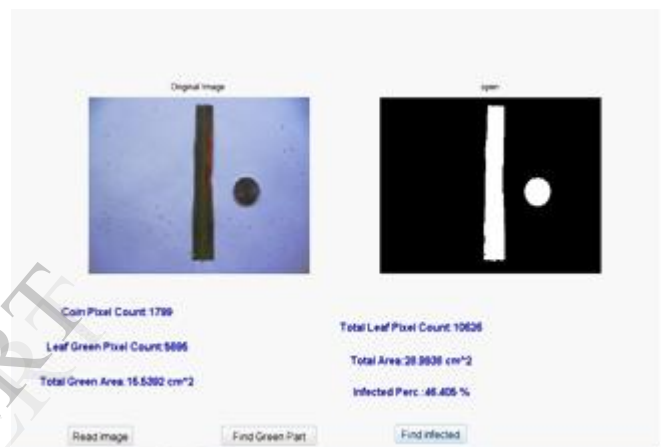 Original Image
open
Coin Pixel Count:1799
Total Leaf Pixel Count:10626
Leaf Green Pixel Count:5695
Total Area:28.9938 cm^2
Total Green Area:15.5392 cm^2
Infected Perc :46.405 %
Read image
Find Green Part
Find infected